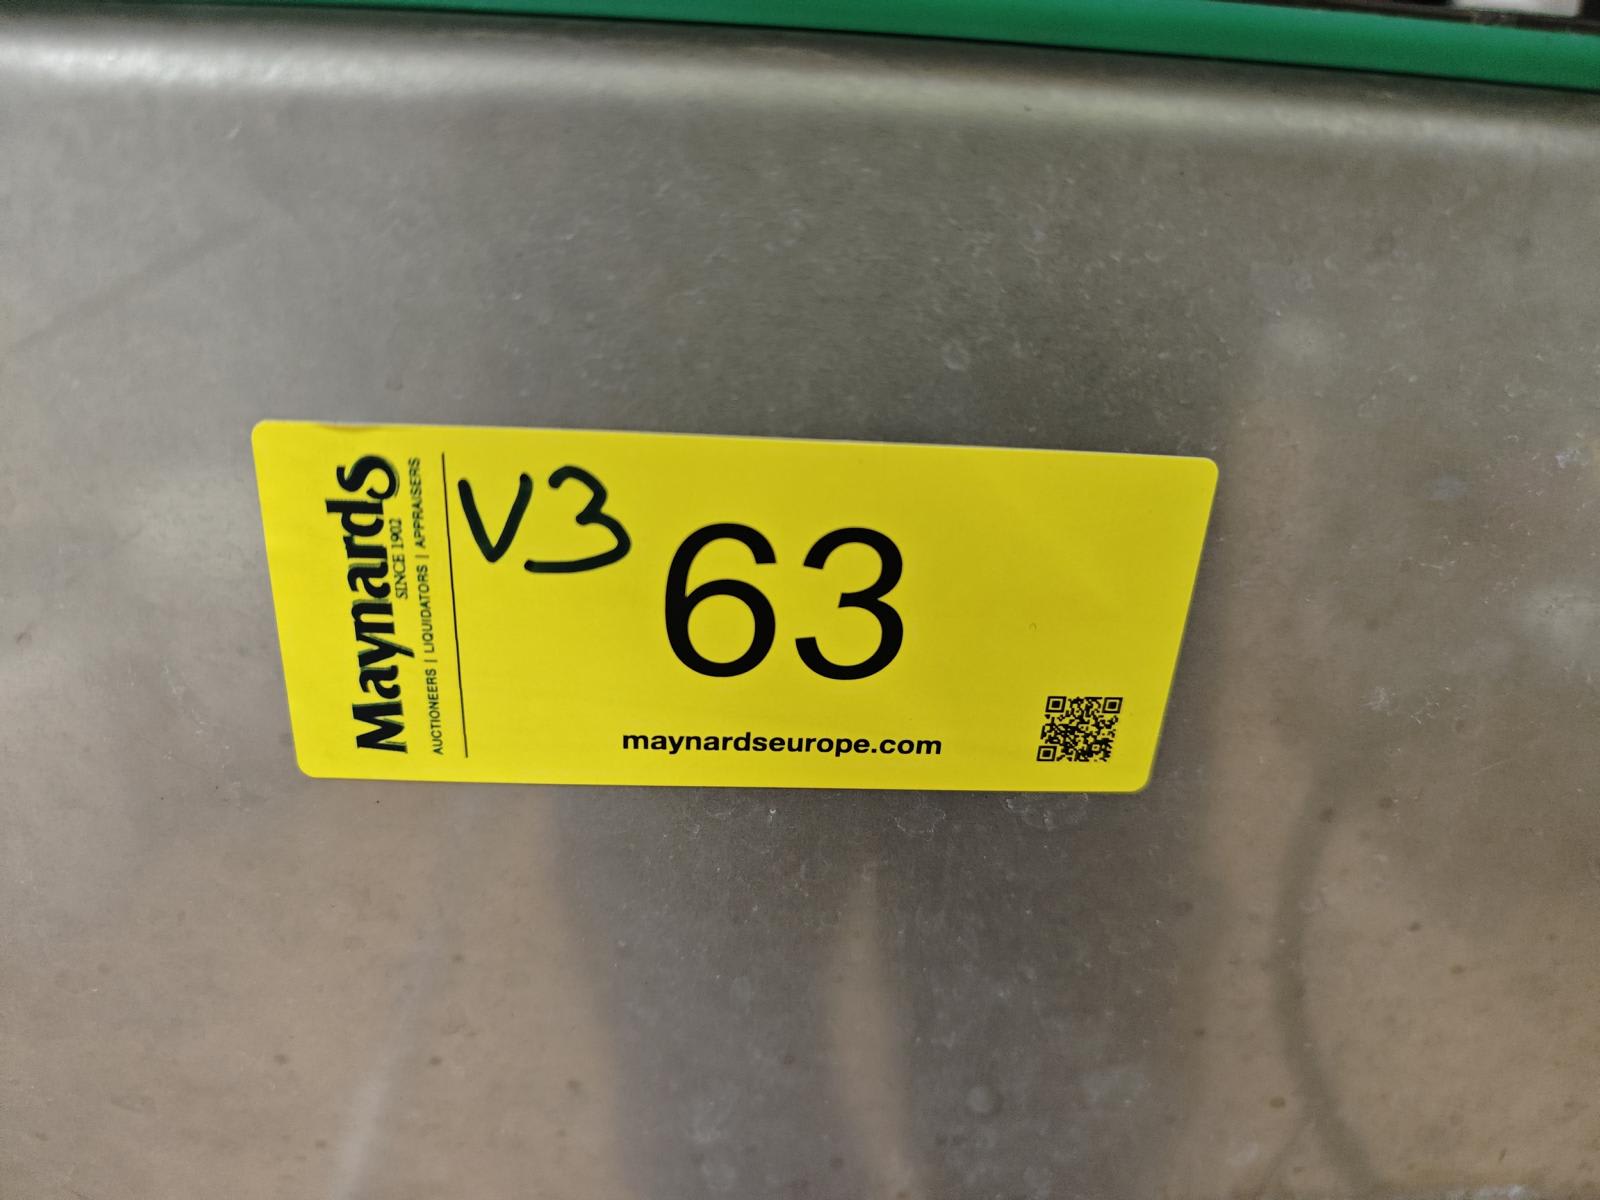 Maynards
SINCE 1902
AUCTIONEERS | LIQUIDATORS | APPRAISERS
V3
63
maynardseurope.com